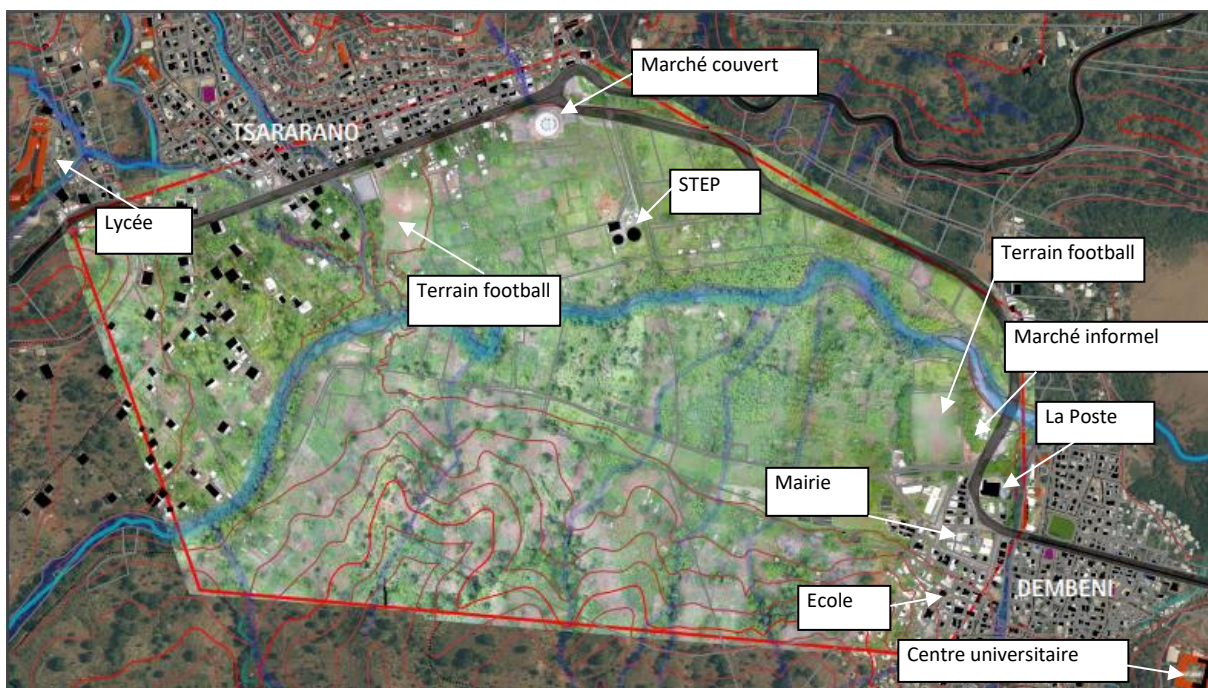 Marché couvert
TSARARANO
STEP
Lycée
Terrain football
Terrain football
Marché informel
La Poste
Mairie
DEMBENI
Ecole
Centre universitaire